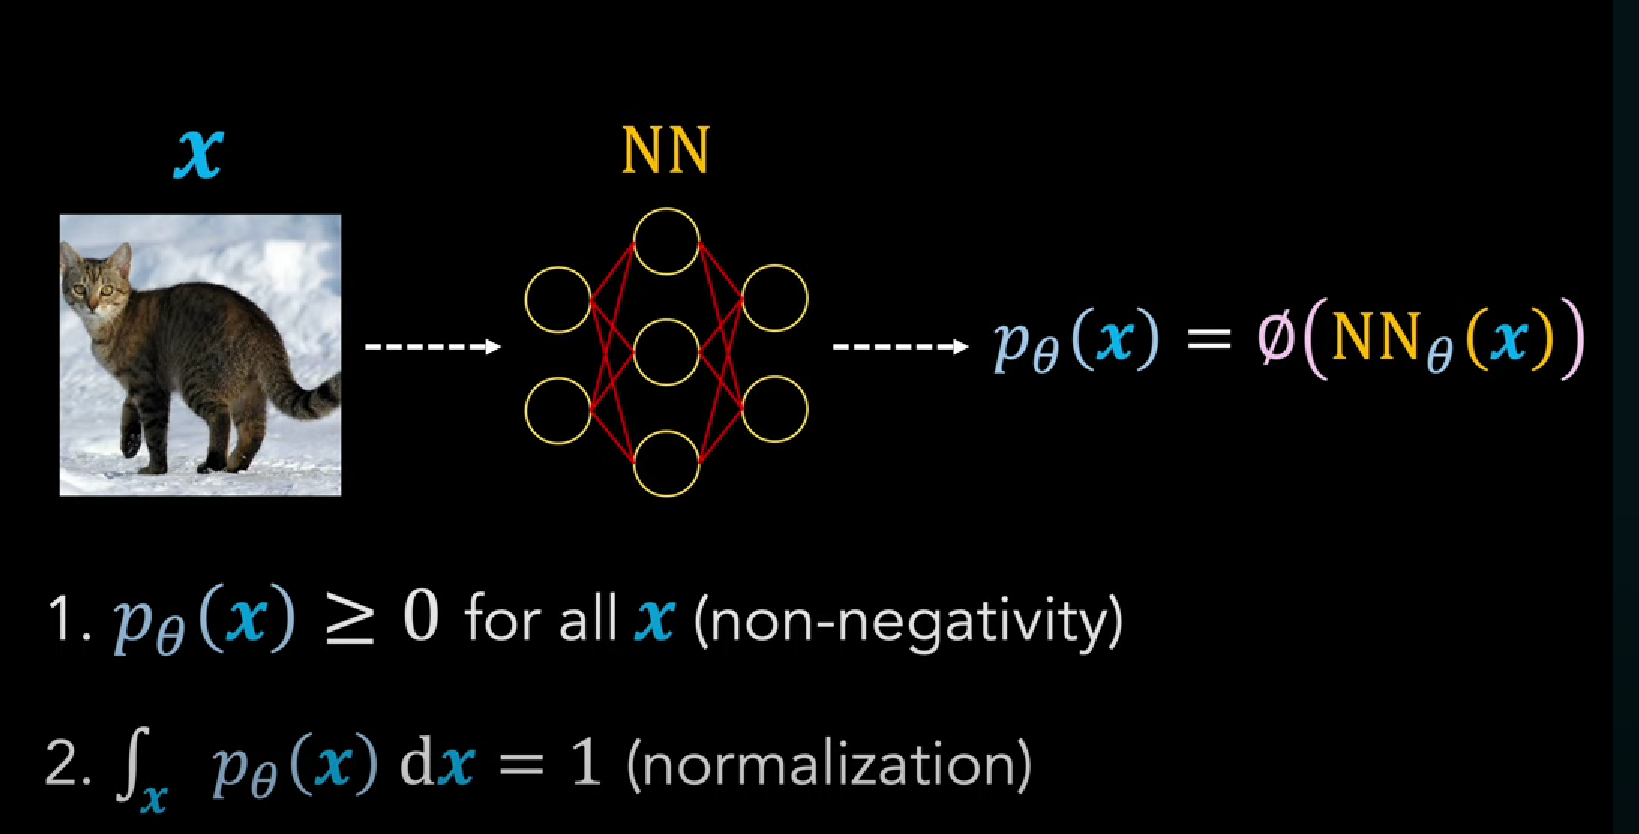 x
NN
pθ(x) = ∅(NNθ(x))
1. pθ(x) ≥ 0 for all x (non-negativity)
2. ∫x pθ(x) dx = 1 (normalization)